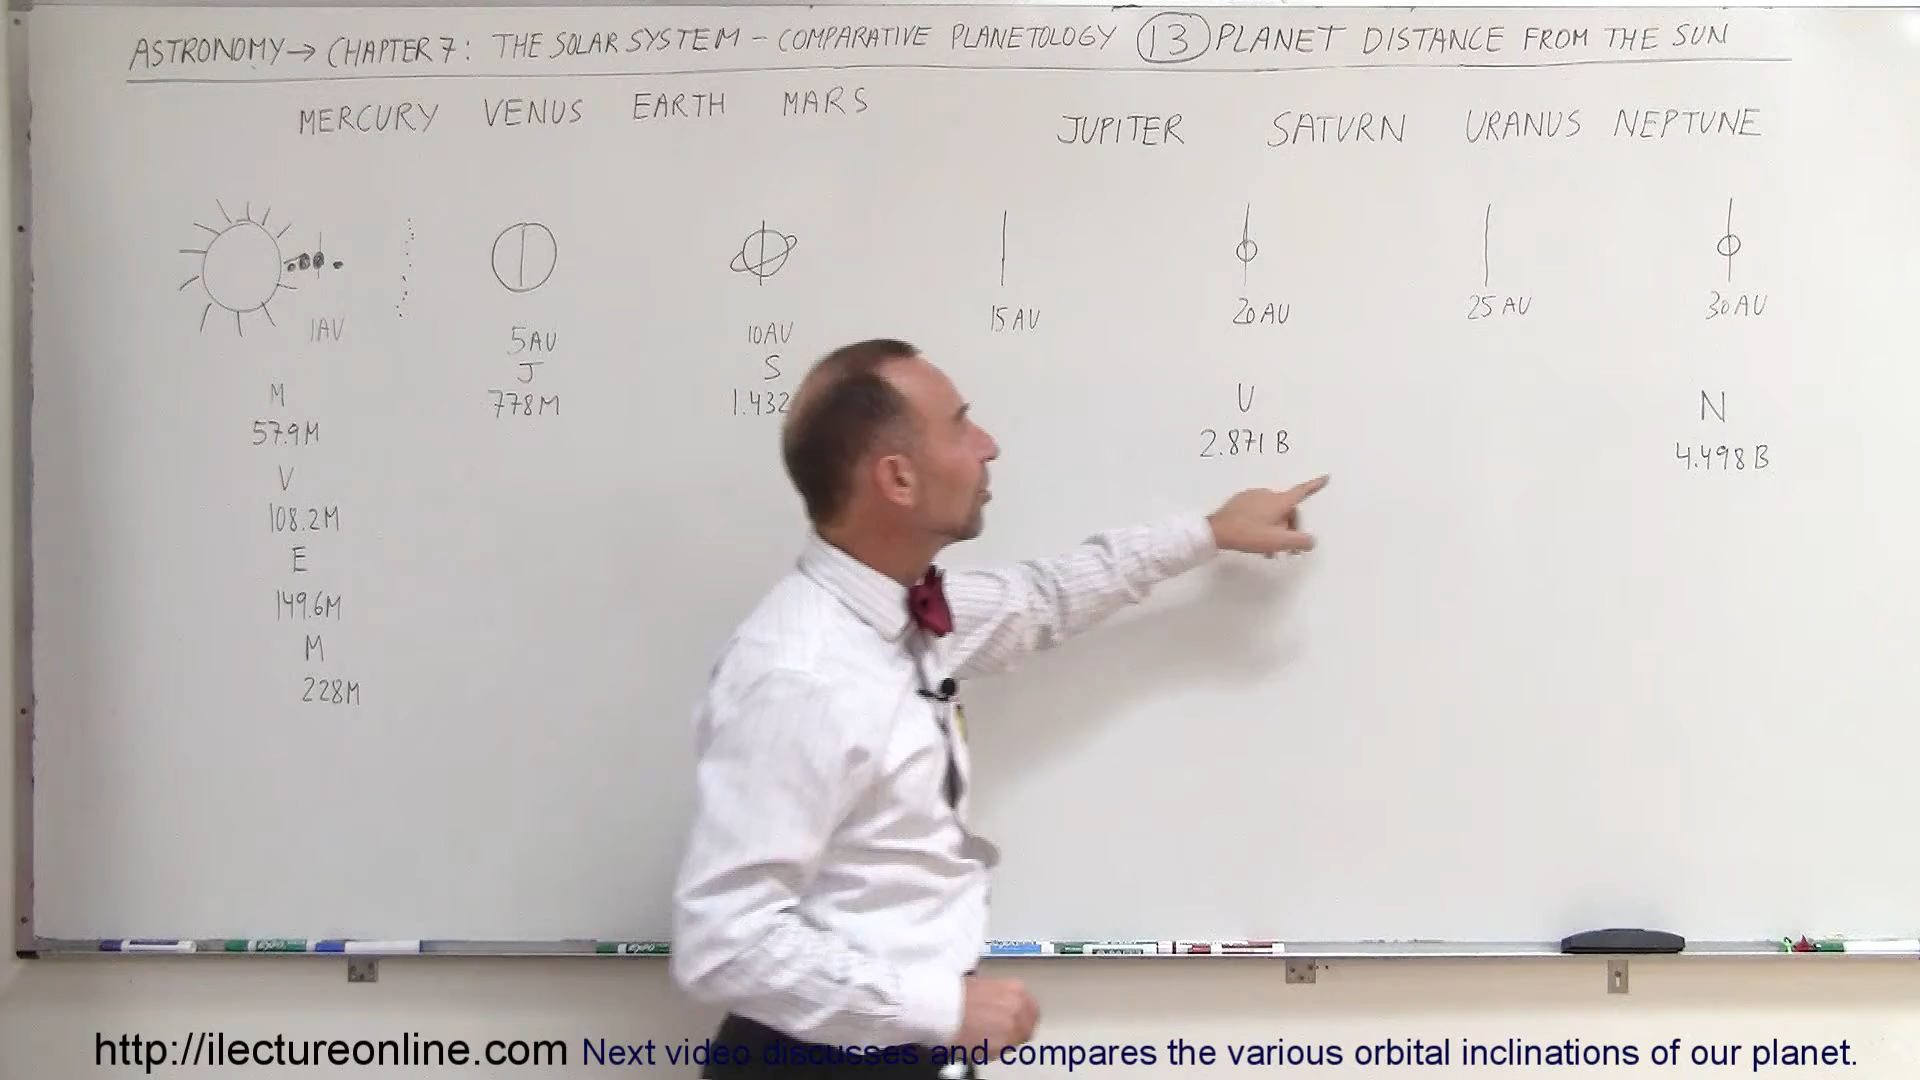 ASTRONOMY → CHAPTER 7: THE SOLAR SYSTEM – COMPARATIVE PLANETOLOGY 13 PLANET DISTANCE FROM THE SUN
MERCURY VENUS EARTH MARS JUPITER SATURN URANUS NEPTUNE
1AU 5AU 10AU 15AU 20AU 25AU 30AU
J S
M 778M 1.432 U N
57.9M 2.871 B 4.498 B
V
108.2M
E
149.6M
M
228M
http://ilectureonline.com Next video discusses and compares the various orbital inclinations of our planet.